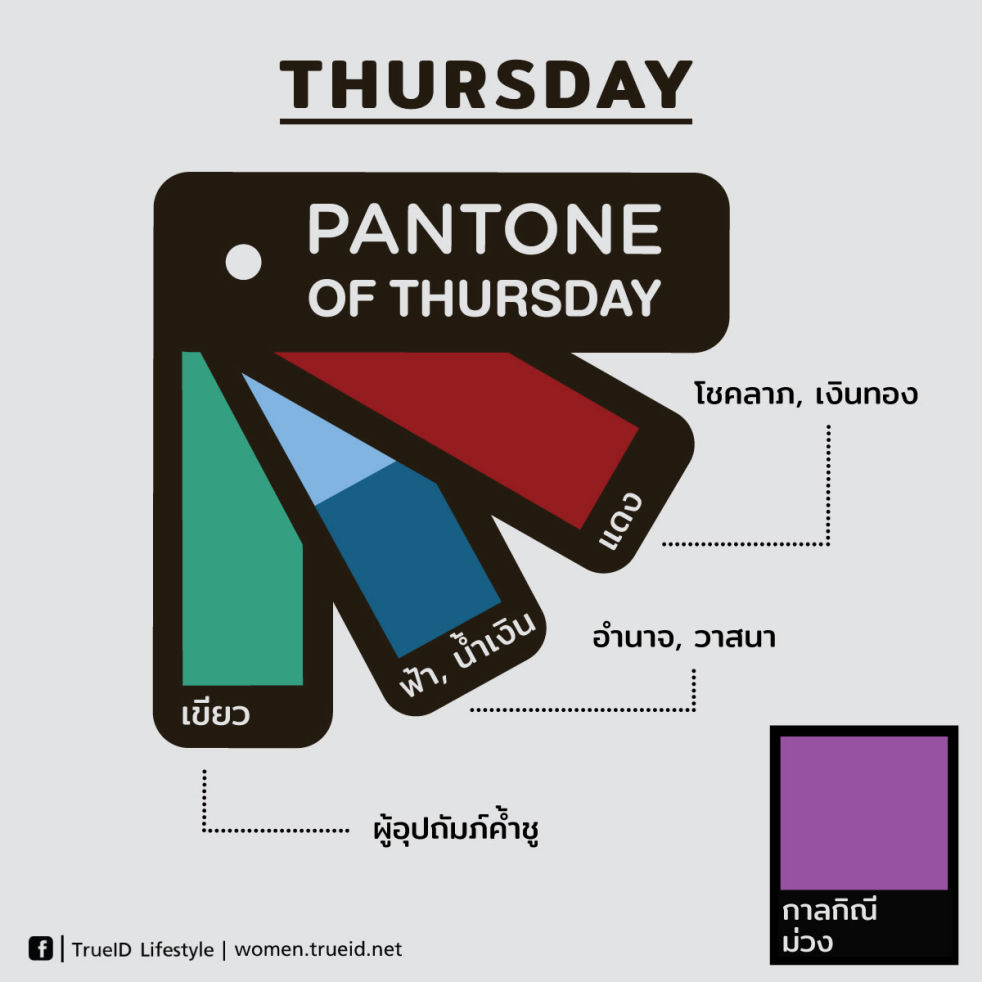 THURSDAY
PANTONE
OF THURSDAY
โชคลาภ, เงินทอง
แดง
อำนาจ, วาสนา
ฟ้า, น้ำเงิน
เขียว
ผู้อุปถัมภ์ค้ำชู
กาลกิณี
ม่วง
f | TrueID Lifestyle | women.trueid.net